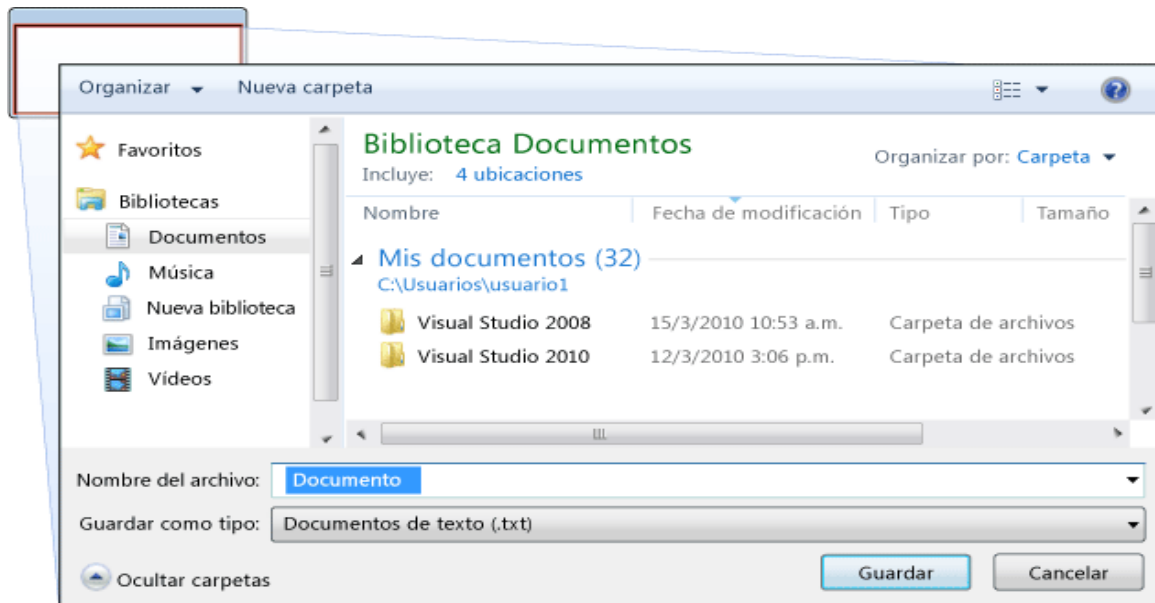 Organizar Nueva carpeta
Favoritos
Bibliotecas
Documentos
Música
Nueva biblioteca
Imágenes
Vídeos
Biblioteca Documentos
Incluye: 4 ubicaciones
Organizar por: Carpeta
Nombre Fecha de modificación Tipo Tamaño
Mis documentos (32)
C:\Usuarios\usuario1
Visual Studio 2008 15/3/2010 10:53 a.m. Carpeta de archivos
Visual Studio 2010 12/3/2010 3:06 p.m. Carpeta de archivos
Nombre del archivo: Documento
Guardar como tipo: Documentos de texto (.txt)
Ocultar carpetas Guardar Cancelar